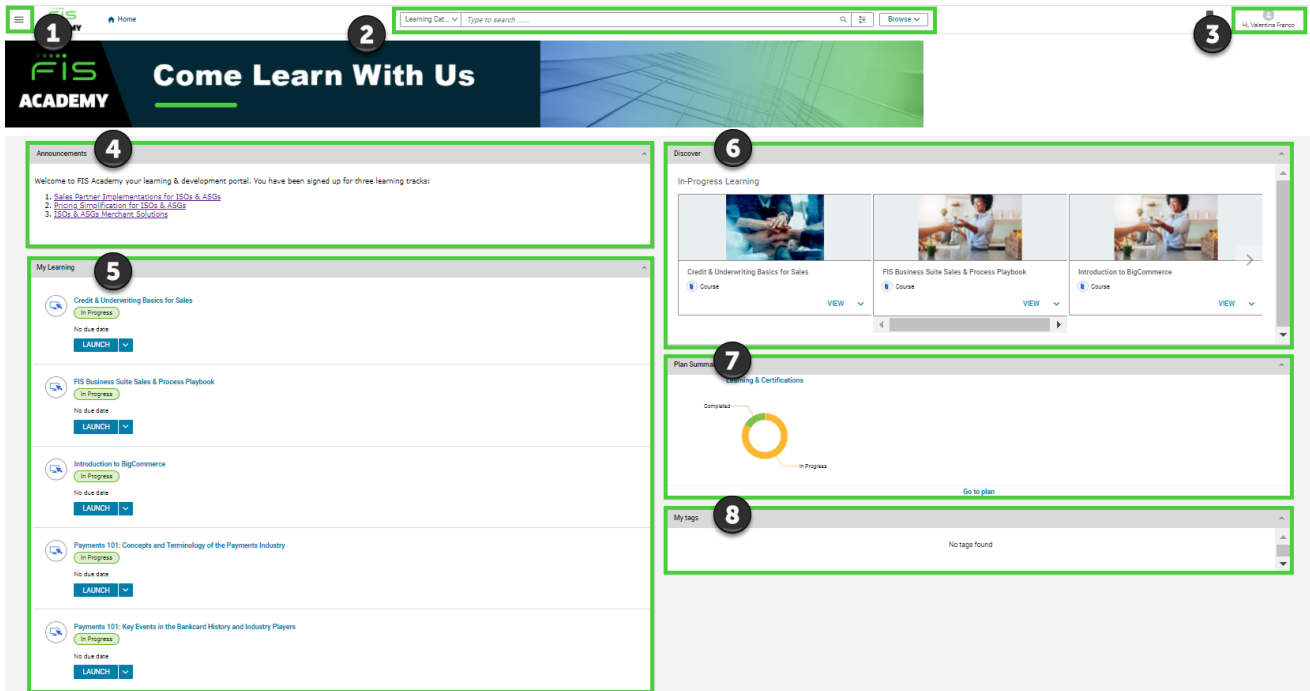 FIS
Home
Learning Cat...
Type to search ......
Browse
Hi, Valentina Franco
1
2
3
FIS
ACADEMY
Come Learn With Us
Announcements
4
Welcome to FIS Academy your learning & development portal. You have been signed up for three learning tracks:
1. Sales Partner Implementations for ISOs & ASGs
2. Pricing Simplification for ISOs & ASGs
3. ISOs & ASGs Merchant Solutions
My Learning
5
Credit & Underwriting Basics for Sales
In Progress
No due date
LAUNCH
FIS Business Suite Sales & Process Playbook
In Progress
No due date
LAUNCH
Introduction to BigCommerce
In Progress
No due date
LAUNCH
Payments 101: Concepts and Terminology of the Payments Industry
In Progress
No due date
LAUNCH
Payments 101: Key Events in the Bankcard History and Industry Players
In Progress
No due date
LAUNCH
Discover
6
In-Progress Learning
Credit & Underwriting Basics for Sales
Course
VIEW
FIS Business Suite Sales & Process Playbook
Course
VIEW
Introduction to BigCommerce
Course
VIEW
Plan
7
Learning & Certifications
Completed
In Progress
Go to plan
My tags
8
No tags found